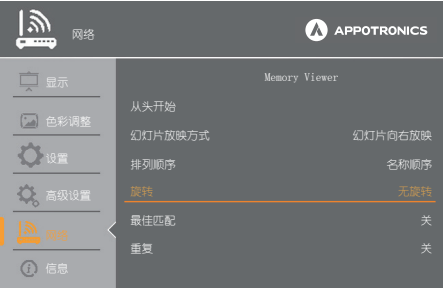 网络
APPOTRONICS
显示
色彩调整
设置
高级设置
网络
信息
Memory Viewer
从头开始
幻灯片放映方式 幻灯片向右放映
排列顺序 名称顺序
旋转 无旋转
最佳匹配 关
重复 关